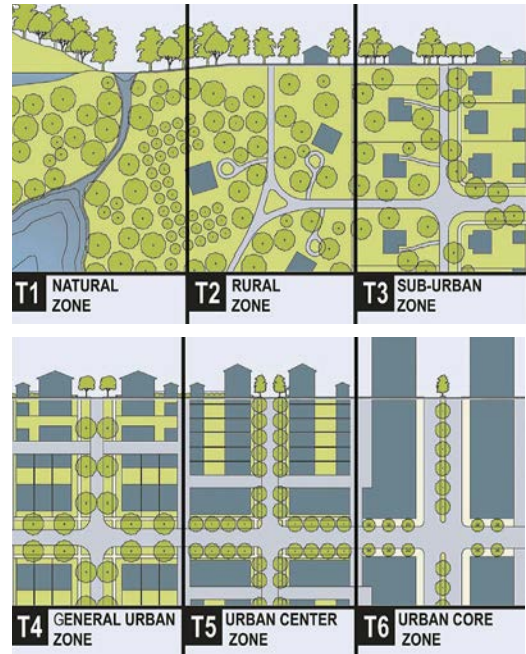 T1 NATURAL
ZONE
T2 RURAL
ZONE
T3 SUB-URBAN
ZONE
T4 GENERAL URBAN
ZONE
T5 URBAN CENTER
ZONE
T6 URBAN CORE
ZONE